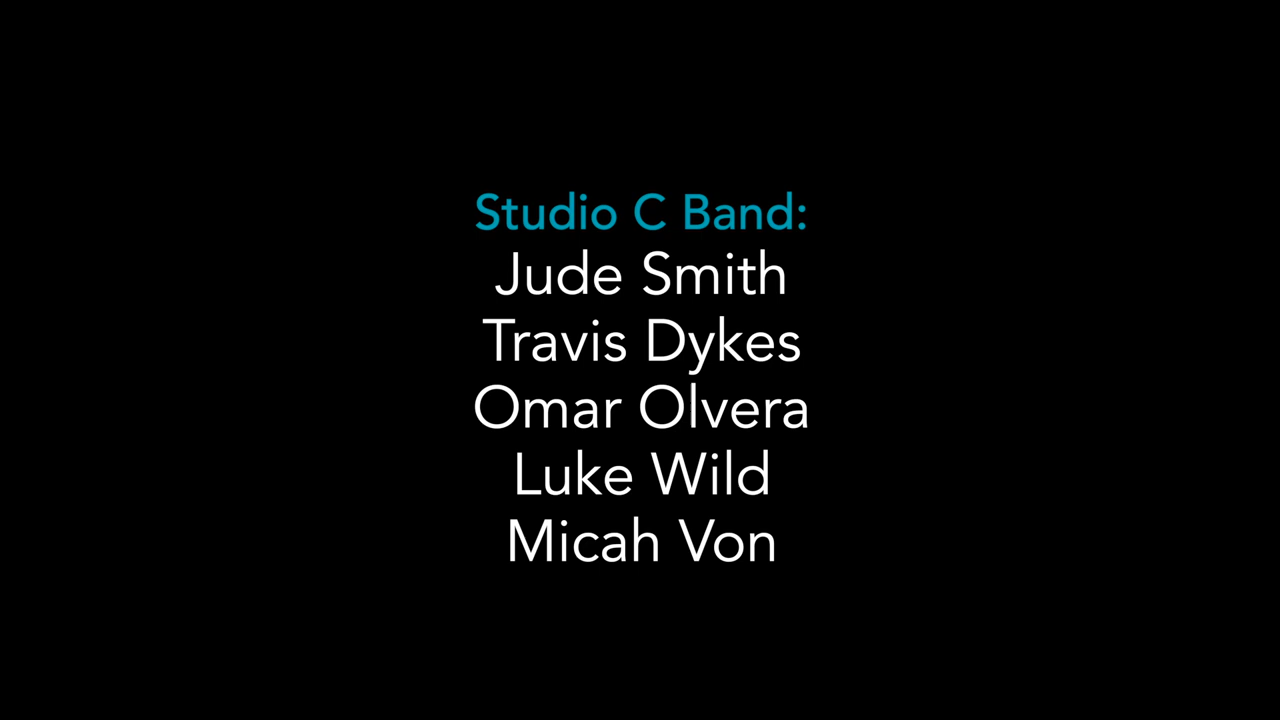 Studio C Band:
Jude Smith
Travis Dykes
Omar Olvera
Luke Wild
Micah Von